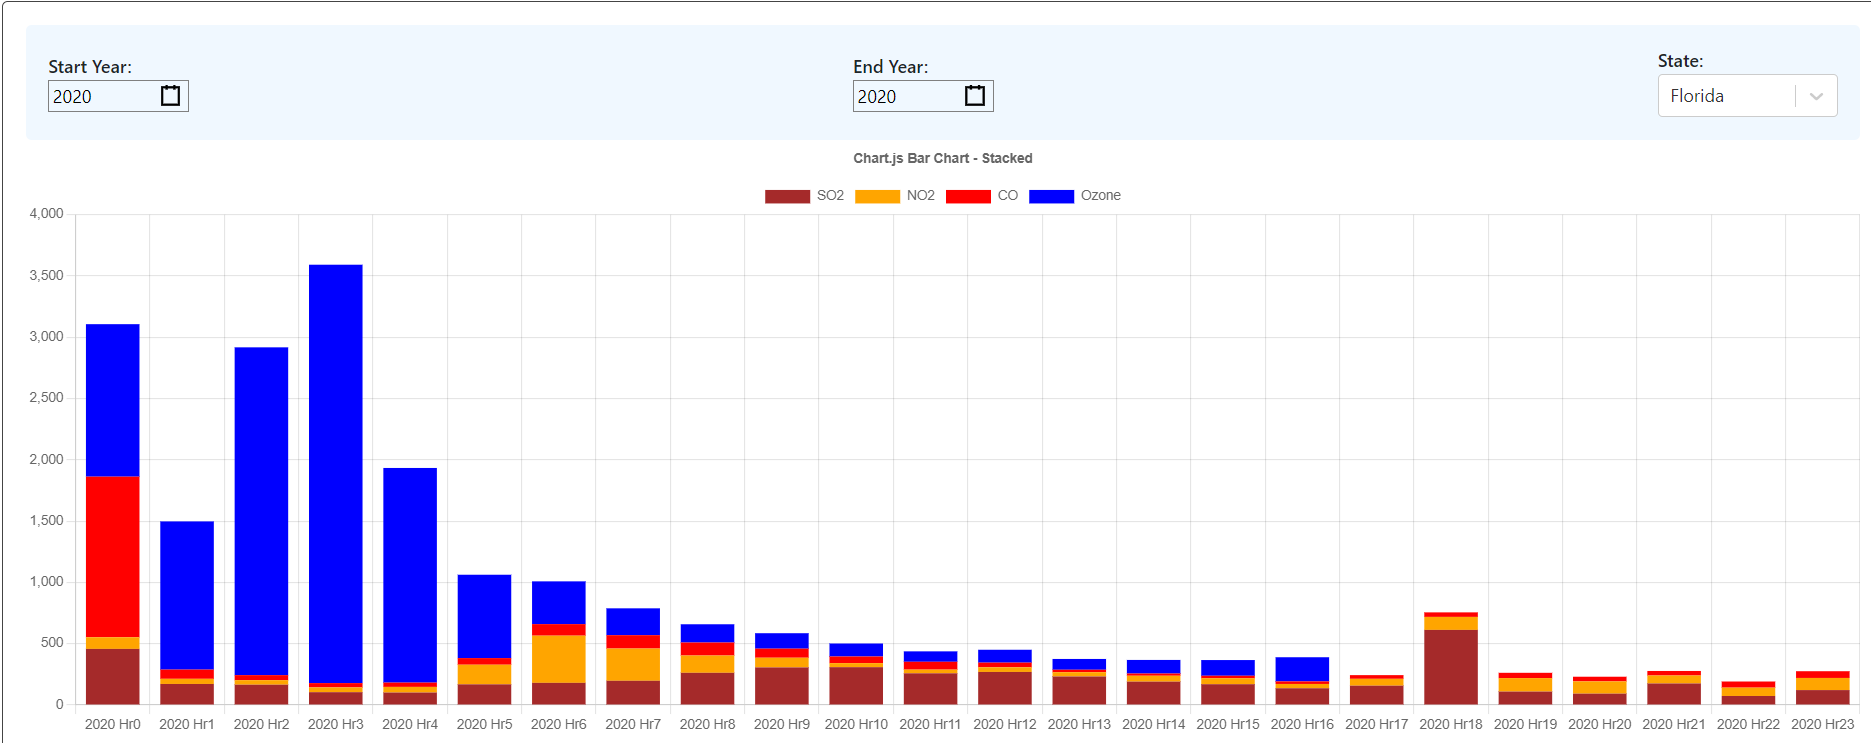 Start Year:
End Year:
State:
2020
2020
Florida
Chart.js Bar Chart - Stacked
SO2 NO2 CO Ozone
4,000
3,500
3,000
2,500
2,000
1,500
1,000
500
0
2020 Hr0 2020 Hr1 2020 Hr2 2020 Hr3 2020 Hr4 2020 Hr5 2020 Hr6 2020 Hr7 2020 Hr8 2020 Hr9 2020 Hr10 2020 Hr11 2020 Hr12 2020 Hr13 2020 Hr14 2020 Hr15 2020 Hr16 2020 Hr17 2020 Hr18 2020 Hr19 2020 Hr20 2020 Hr21 2020 Hr22 2020 Hr23